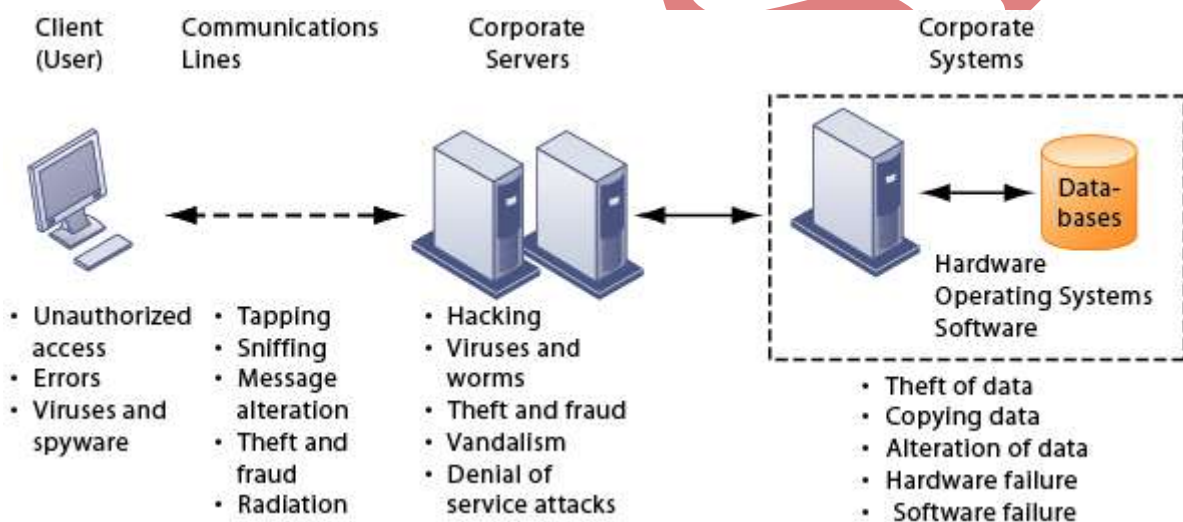 Client
(User)
Communications
Lines
Corporate
Servers
Corporate
Systems
Data-
bases
Hardware
Operating Systems
Software
• Unauthorized
access
• Errors
• Viruses and
spyware
• Tapping
• Sniffing
• Message
alteration
• Theft and
fraud
• Radiation
• Hacking
• Viruses and
worms
• Theft and fraud
• Vandalism
• Denial of
service attacks
• Theft of data
• Copying data
• Alteration of data
• Hardware failure
• Software failure